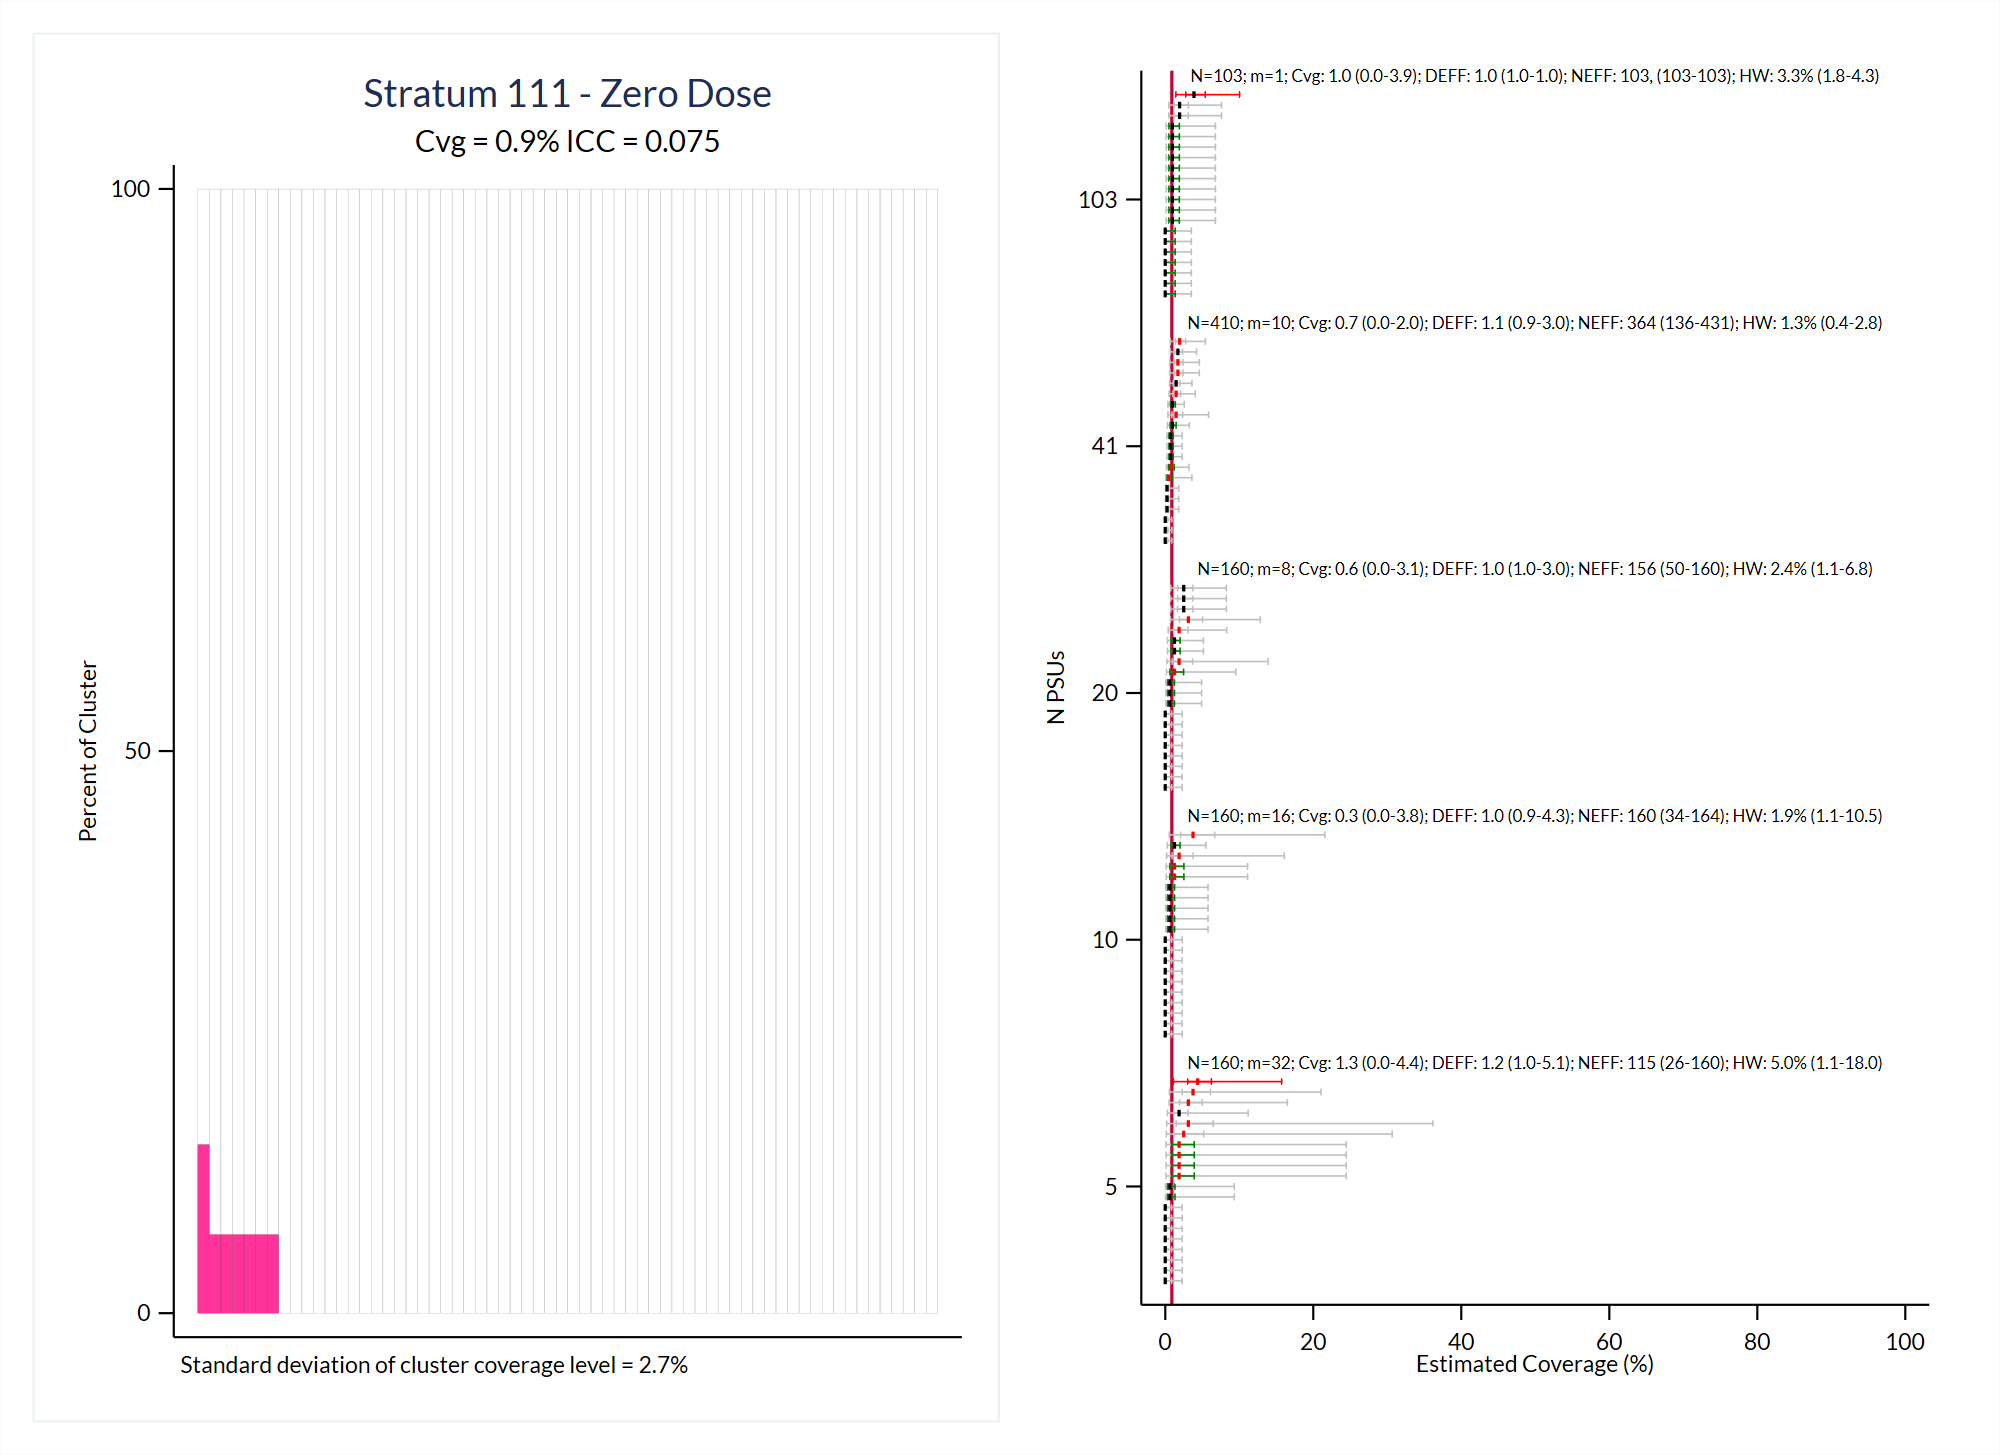 Stratum 111 - Zero Dose
Cvg = 0.9% ICC = 0.075
Percent of Cluster
100
50
0
Standard deviation of cluster coverage level = 2.7%
N PSUs
N=103; m=1; Cvg: 1.0 (0.0-3.9); DEFF: 1.0 (1.0-1.0); NEFF: 103, (103-103); HW: 3.3% (1.8-4.3)
103
N=410; m=10; Cvg: 0.7 (0.0-2.0); DEFF: 1.1 (0.9-3.0); NEFF: 364 (136-431); HW: 1.3% (0.4-2.8)
41
N=160; m=8; Cvg: 0.6 (0.0-3.1); DEFF: 1.0 (1.0-3.0); NEFF: 156 (50-160); HW: 2.4% (1.1-6.8)
20
N=160; m=16; Cvg: 0.3 (0.0-3.8); DEFF: 1.0 (0.9-4.3); NEFF: 160 (34-164); HW: 1.9% (1.1-10.5)
10
N=160; m=32; Cvg: 1.3 (0.0-4.4); DEFF: 1.2 (1.0-5.1); NEFF: 115 (26-160); HW: 5.0% (1.1-18.0)
5
0 20 40 60 80 100
Estimated Coverage (%)